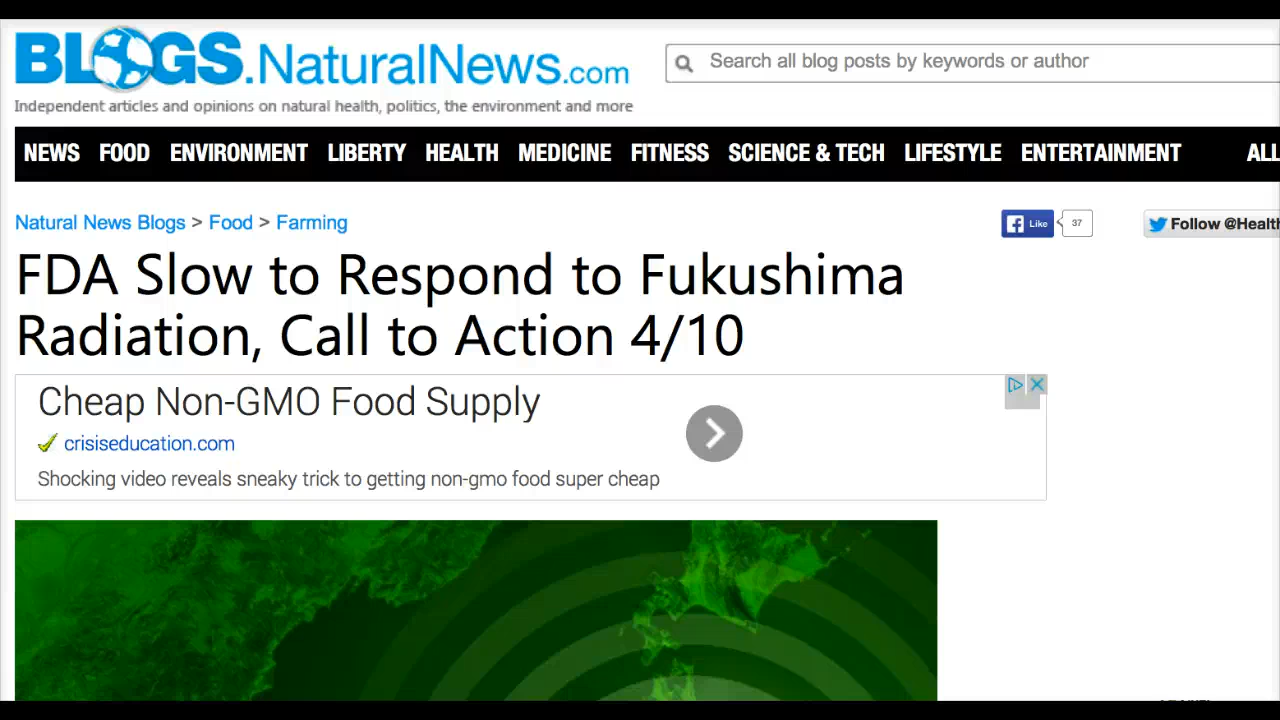 BLOGS.NaturalNews.com
Search all blog posts by keywords or author
Independent articles and opinions on natural health, politics, the environment and more
NEWS FOOD ENVIRONMENT LIBERTY HEALTH MEDICINE FITNESS SCIENCE & TECH LIFESTYLE ENTERTAINMENT ALL
Natural News Blogs > Food > Farming
Like 37
Follow @Health
FDA Slow to Respond to Fukushima
Radiation, Call to Action 4/10
Cheap Non-GMO Food Supply
crisiseducation.com
Shocking video reveals sneaky trick to getting non-gmo food super cheap